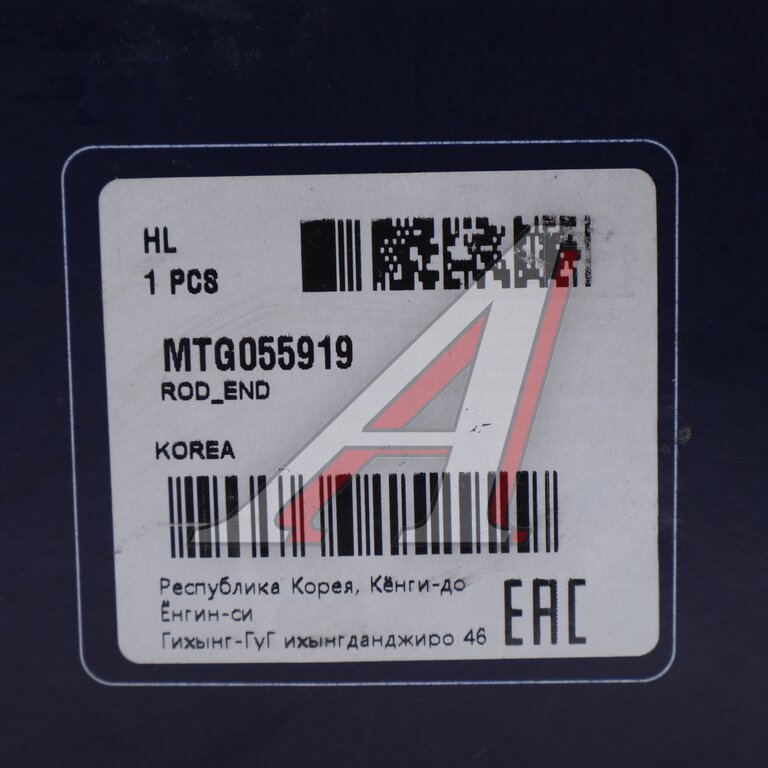 HL
1 PCS
MTG055919
ROD_END
KOREA
Республика Корея, Кёнги-до
Ёнгин-си
Гихынг-ГуГ ихынгданджиро 46
EAC